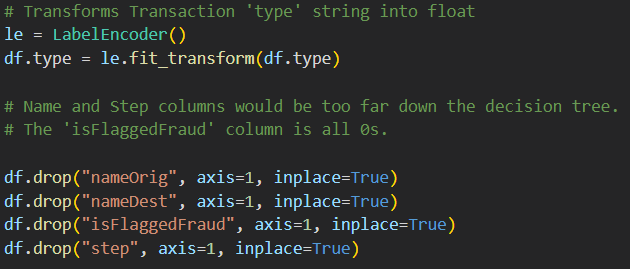 # Transforms Transaction 'type' string into float
le = LabelEncoder()
df.type = le.fit_transform(df.type)
# Name and Step columns would be too far down the decision tree.
# The 'isFlaggedFraud' column is all 0s.
df.drop("nameOrig", axis=1, inplace=True)
df.drop("nameDest", axis=1, inplace=True)
df.drop("isFlaggedFraud", axis=1, inplace=True)
df.drop("step", axis=1, inplace=True)